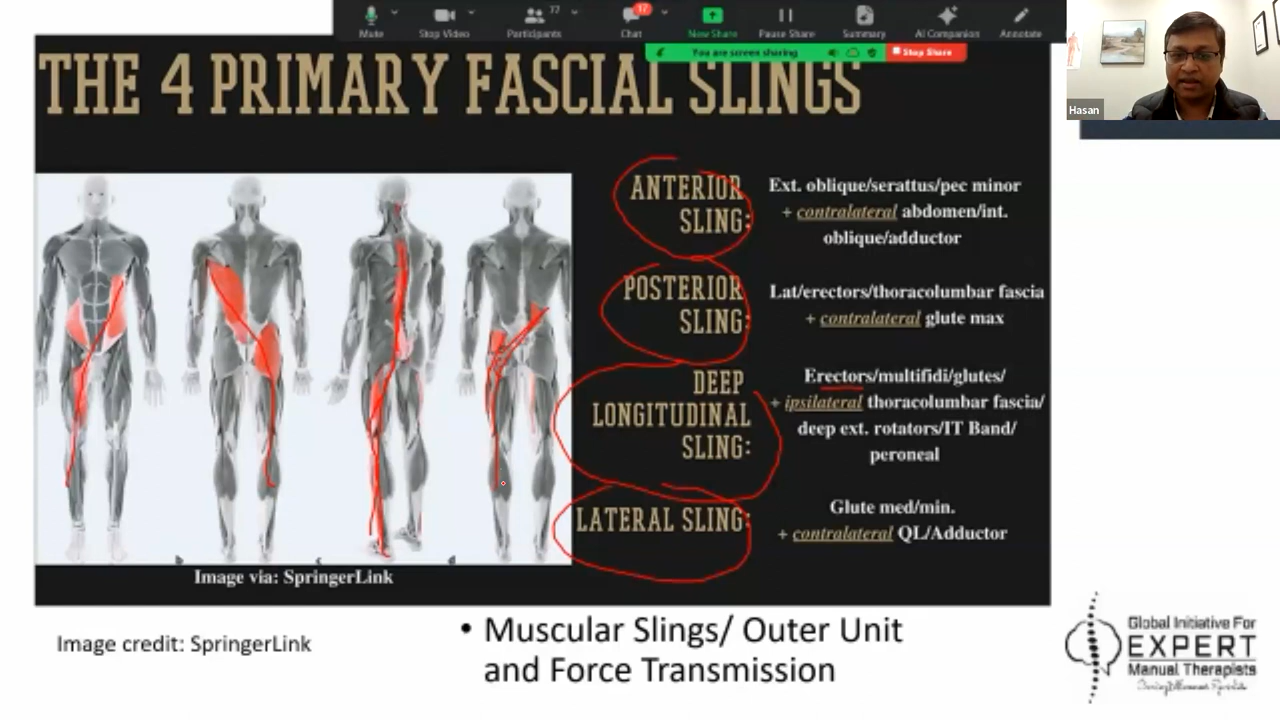 77
17
Mute
Stop Video
Participants
Chat
New Share
Pause Share
Summary
AI Companion
Annotate
You are screen sharing
Stop Share
Hasan
THE 4 PRIMARY FASCIAL SLINGS
ANTERIOR
SLING:
Ext. oblique/serattus/pec minor
+ contralateral abdomen/int.
oblique/adductor
POSTERIOR
SLING:
Lat/erectors/thoracolumbar fascia
+ contralateral glute max
DEEP
LONGITUDINAL
SLING:
Erectors/multifidi/glutes/
+ ipsilateral thoracolumbar fascia/
deep ext. rotators/IT Band/
peroneal
LATERAL SLING:
Glute med/min.
+ contralateral QL/Adductor
Image via: SpringerLink
Image credit: SpringerLink
• Muscular Slings/ Outer Unit
and Force Transmission
Global Initiative For
EXPERT
Manual Therapists